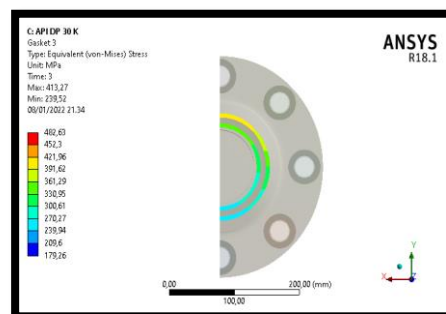 C: API DP 30 K
Gasket 3
Type: Equivalent (von-Mises) Stress
Unit: MPa
Time: 3
Max: 413,27
Min: 239,52
08/01/2022 21.34
482,63
452,3
421,96
391,62
361,29
330,95
300,61
270,27
239,94
209,6
179,26
ANSYS
R18.1
0,00
200,00 (mm)
100,00
Y
X
Z